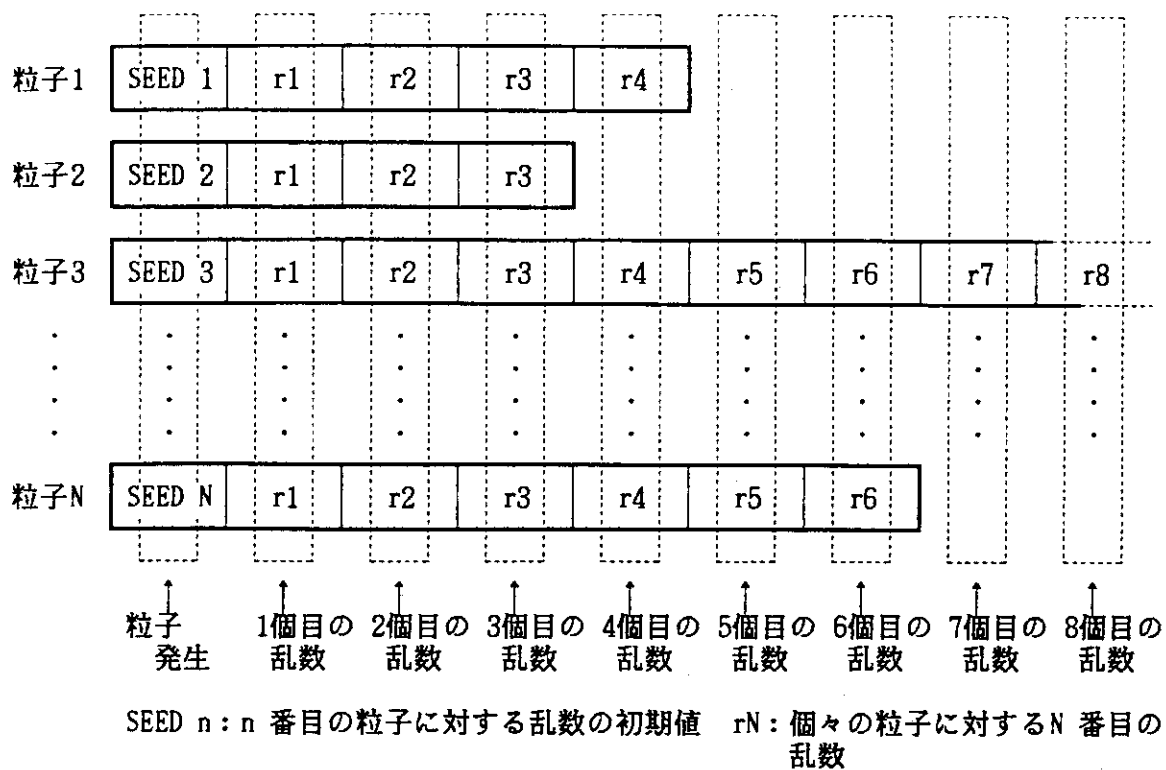 粒子1 SEED 1 r1 r2 r3 r4
粒子2 SEED 2 r1 r2 r3
粒子3 SEED 3 r1 r2 r3 r4 r5 r6 r7 r8
粒子N SEED N r1 r2 r3 r4 r5 r6
粒子 1個目の 2個目の 3個目の 4個目の 5個目の 6個目の 7個目の 8個目の
発生 乱数 乱数 乱数 乱数 乱数 乱数 乱数 乱数
SEED n：n 番目の粒子に対する乱数の初期値 rN：個々の粒子に対するN 番目の
乱数